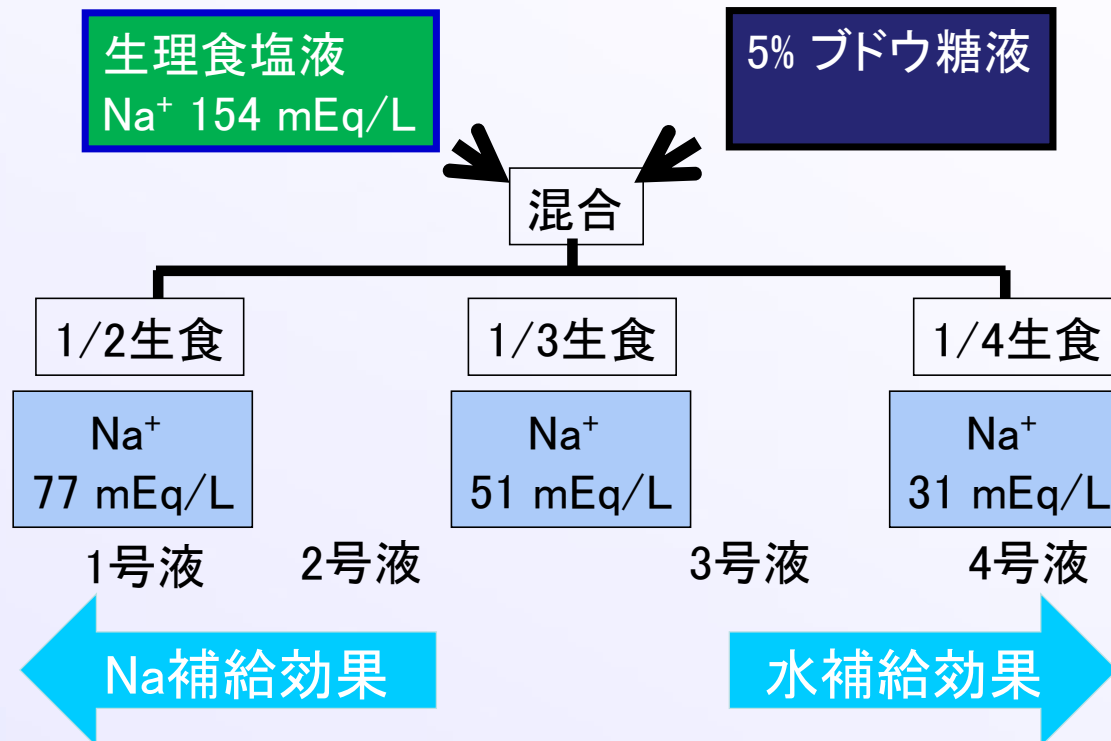 生理食塩液
Na⁺ 154 mEq/L
5% ブドウ糖液
混合
1/2生食
1/3生食
1/4生食
Na⁺
77 mEq/L
Na⁺
51 mEq/L
Na⁺
31 mEq/L
1号液
2号液
3号液
4号液
Na補給効果
水補給効果